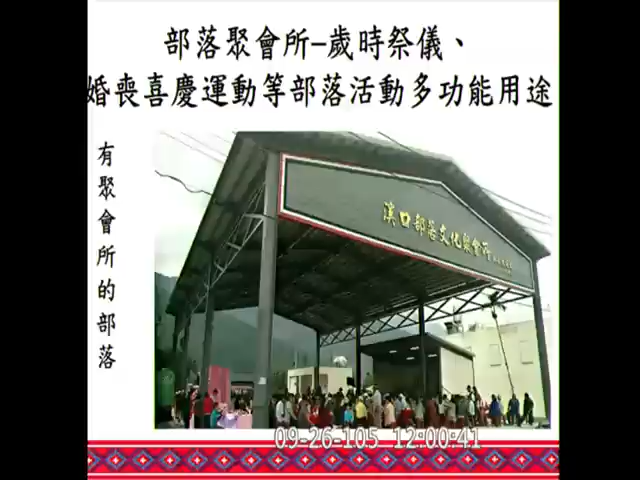 部落聚會所–歲時祭儀、
婚喪喜慶運動等部落活動多功能用途
有聚會所的部落
溪口部落文化聚會所
09-26-105 12:00:41